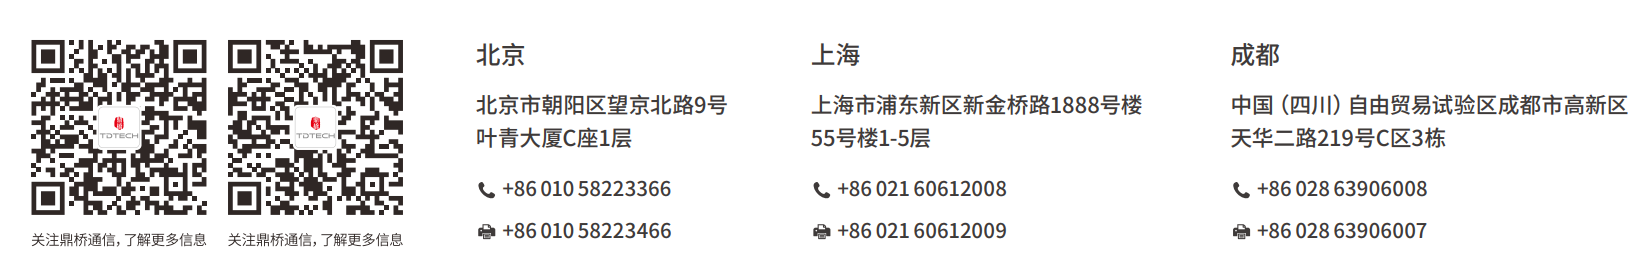 TDTECH
关注鼎桥通信，了解更多信息
TDTECH
关注鼎桥通信，了解更多信息
北京
北京市朝阳区望京北路9号
叶青大厦C座1层
+86 010 58223366
+86 010 58223466
上海
上海市浦东新区新金桥路1888号楼
55号楼1-5层
+86 021 60612008
+86 021 60612009
成都
中国（四川）自由贸易试验区成都市高新区
天华二路219号C区3栋
+86 028 63906008
+86 028 63906007